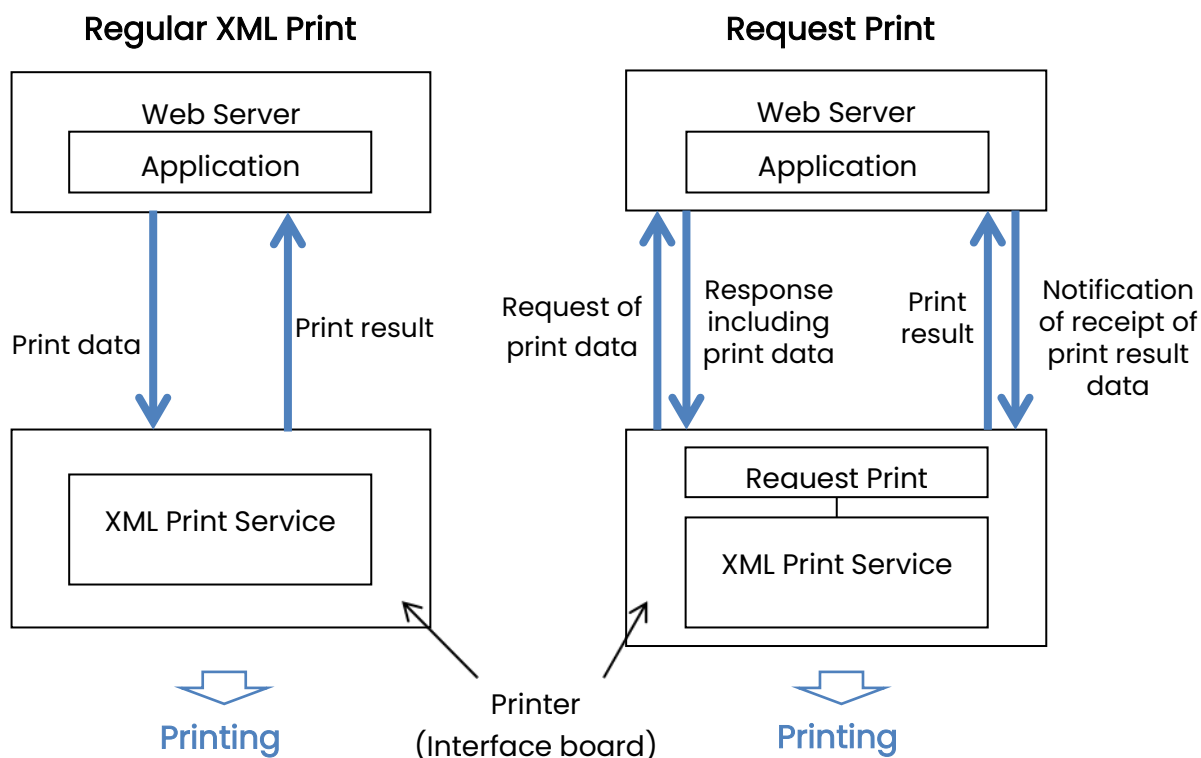 Regular XML Print
Web Server
Application
Print data
Print result
XML Print Service
Printing
Request Print
Web Server
Application
Request of
print data
Response
including
print data
Print
result
Notification
of receipt of
print result
data
Request Print
XML Print Service
Printing
Printer
(Interface board)